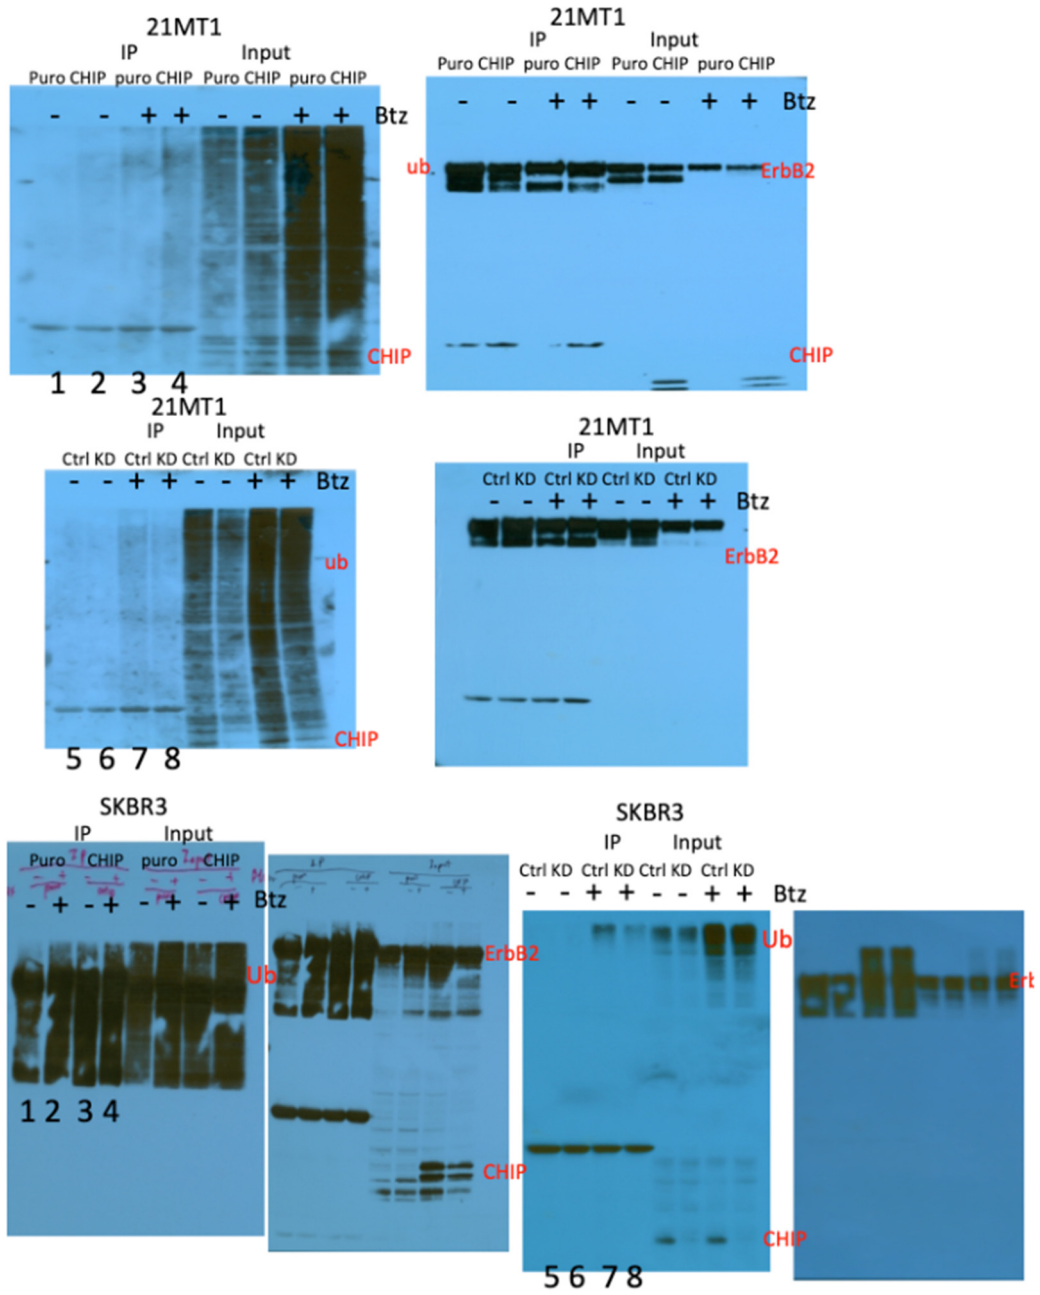 21MT1
IP Input
Puro CHIP puro CHIP Puro CHIP puro CHIP
- - + + - - + + Btz
CHIP
1 2 3 4
21MT1
IP Input
Puro CHIP puro CHIP Puro CHIP puro CHIP
- - + + - - + + Btz
ub
ErbB2
CHIP
21MT1
IP Input
Ctrl KD Ctrl KD Ctrl KD Ctrl KD
- - + + - - + + Btz
ub
CHIP
5 6 7 8
21MT1
IP Input
Ctrl KD Ctrl KD Ctrl KD Ctrl KD
- - + + - - + + Btz
ErbB2
SKBR3
IP Input
Puro CHIP puro CHIP
- + - + - + - + Btz
Ub
1 2 3 4
ErbB2
CHIP
SKBR3
IP Input
Ctrl KD Ctrl KD Ctrl KD Ctrl KD
- - + + - - + + Btz
Ub
CHIP
5 6 7 8
Erb